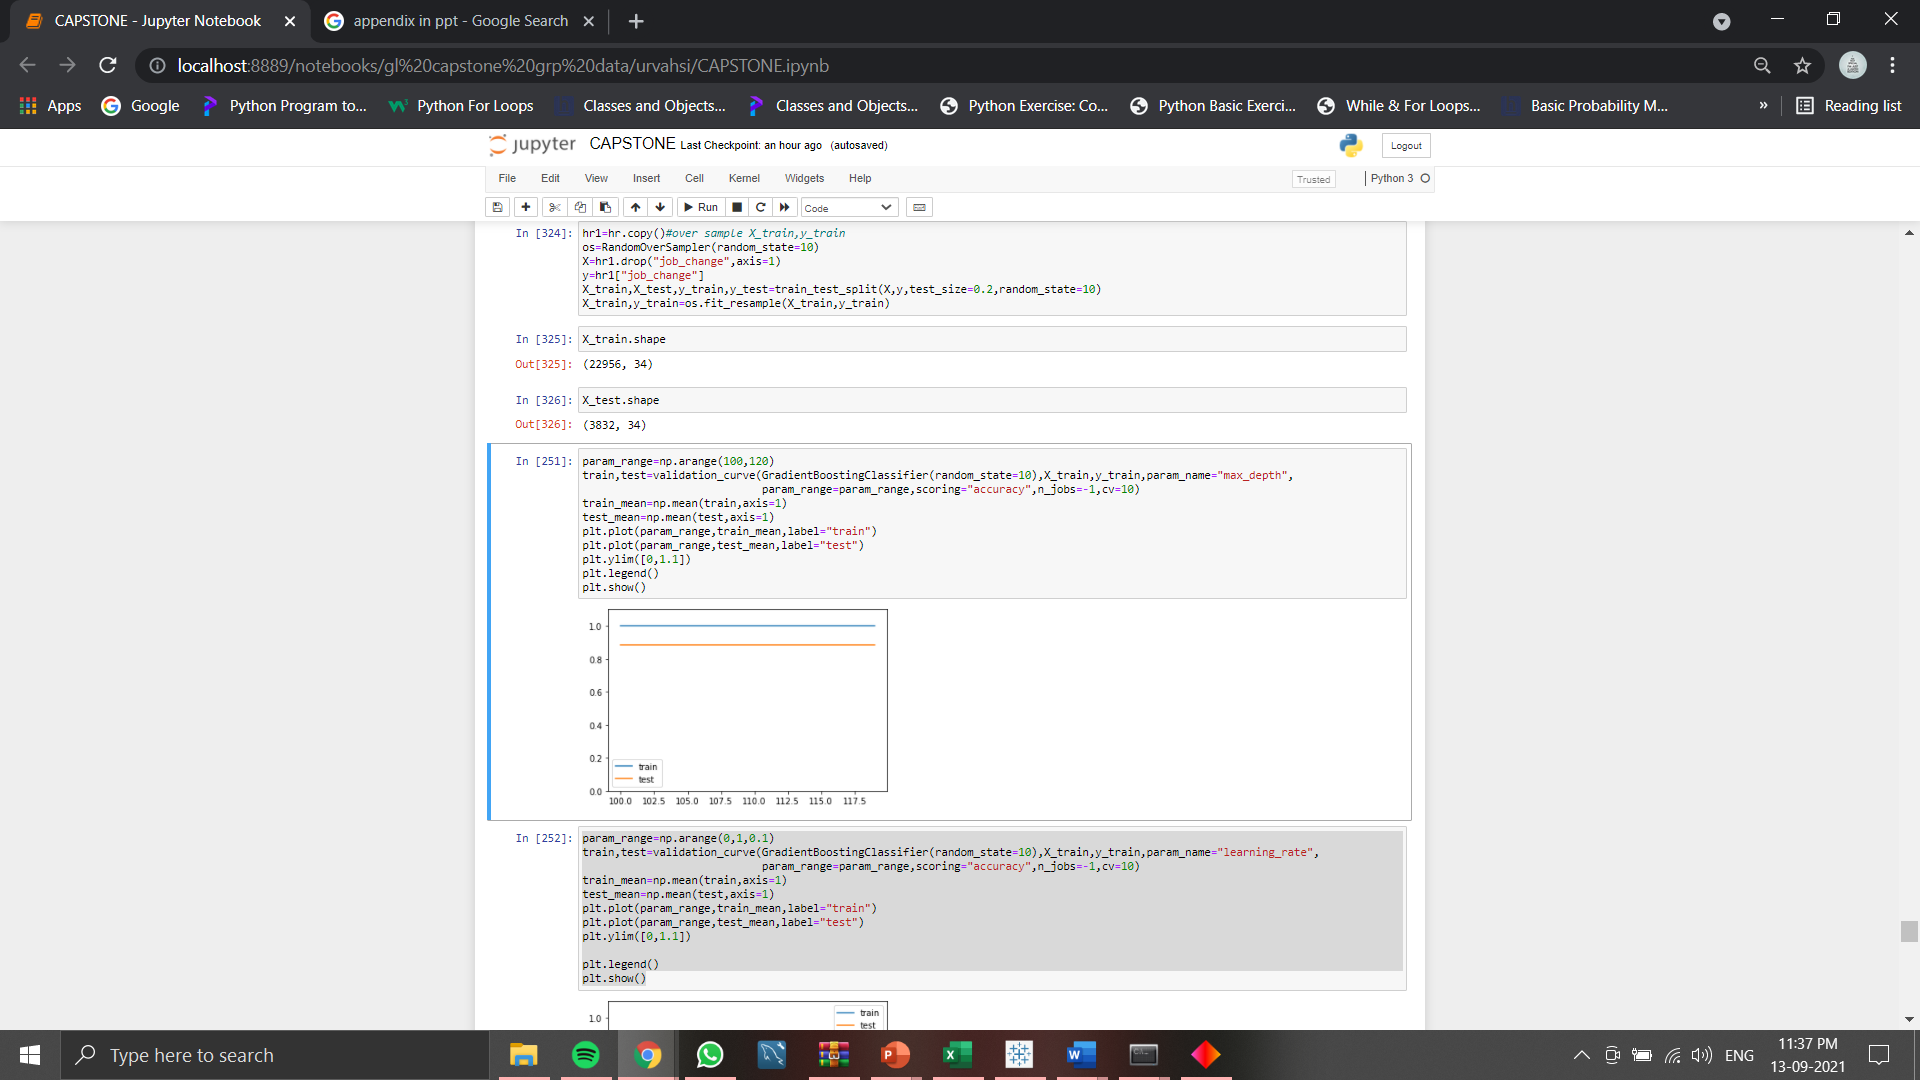 CAPSTONE - Jupyter Notebook
appendix in ppt - Google Search
localhost:8889/notebooks/gl%20capstone%20grp%20data/urvahsi/CAPSTONE.ipynb
Apps
Google
Python Program to...
Python For Loops
Classes and Objects...
Classes and Objects...
Python Exercise: Co...
Python Basic Exerci...
While & For Loops...
Basic Probability M...
»
Reading list
jupyter
CAPSTONE Last Checkpoint: an hour ago (autosaved)
Logout
File Edit View Insert Cell Kernel Widgets Help
Trusted
Python 3
Run
Code
In [324]: hr1=hr.copy()#over sample X_train,y_train
os=RandomOverSampler(random_state=10)
X=hr1.drop("job_change",axis=1)
y=hr1["job_change"]
X_train,X_test,y_train,y_test=train_test_split(X,y,test_size=0.2,random_state=10)
X_train,y_train=os.fit_resample(X_train,y_train)
In [325]: X_train.shape
Out[325]: (22956, 34)
In [326]: X_test.shape
Out[326]: (3832, 34)
In [251]: param_range=np.arange(100,120)
train,test=validation_curve(GradientBoostingClassifier(random_state=10),X_train,y_train,param_name="max_depth",
param_range=param_range,scoring="accuracy",n_jobs=-1,cv=10)
train_mean=np.mean(train,axis=1)
test_mean=np.mean(test,axis=1)
plt.plot(param_range,train_mean,label="train")
plt.plot(param_range,test_mean,label="test")
plt.ylim([0,1.1])
plt.legend()
plt.show()
1.0
0.8
0.6
0.4
0.2
0.0
train
test
100.0 102.5 105.0 107.5 110.0 112.5 115.0 117.5
In [252]: param_range=np.arange(0,1,0.1)
train,test=validation_curve(GradientBoostingClassifier(random_state=10),X_train,y_train,param_name="learning_rate",
param_range=param_range,scoring="accuracy",n_jobs=-1,cv=10)
train_mean=np.mean(train,axis=1)
test_mean=np.mean(test,axis=1)
plt.plot(param_range,train_mean,label="train")
plt.plot(param_range,test_mean,label="test")
plt.ylim([0,1.1])
plt.legend()
plt.show()
1.0
train
test
Type here to search
ENG
11:37 PM
13-09-2021